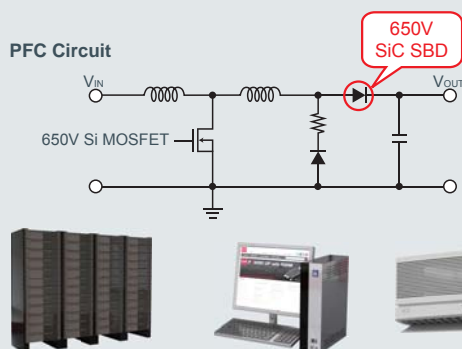 650V
SiC SBD
PFC Circuit
VIN
VOUT
650V Si MOSFET